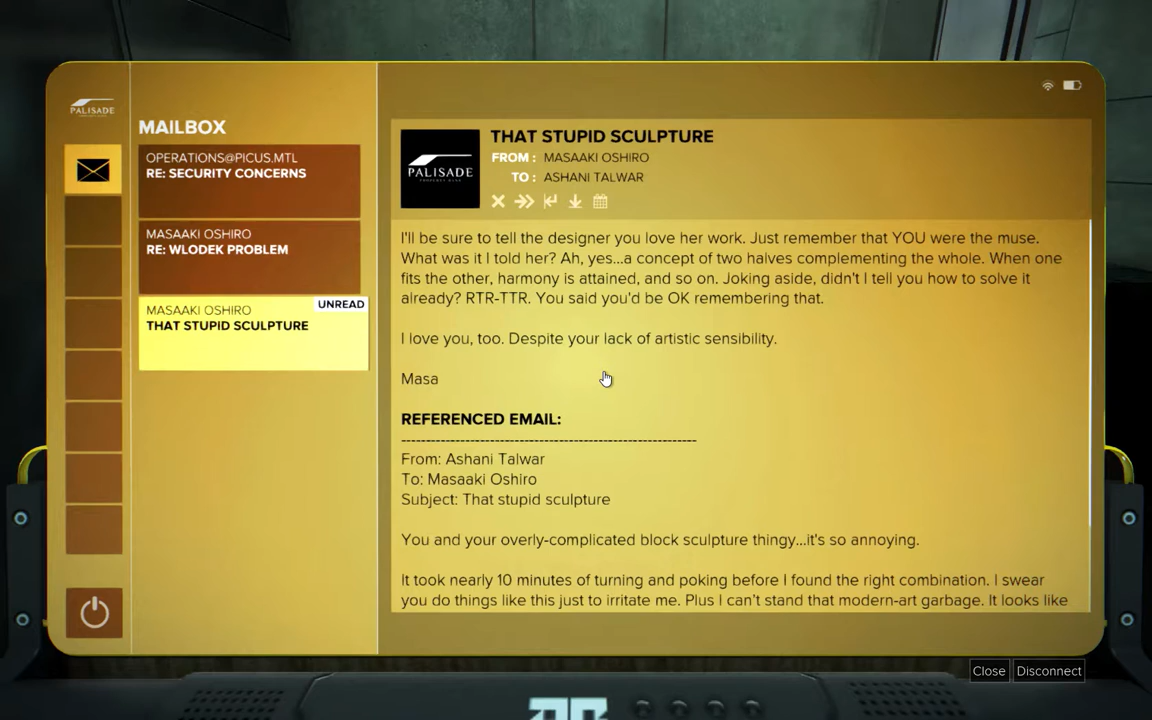 PALISADE
MAILBOX
OPERATIONS@PICUS.MTL
RE: SECURITY CONCERNS
MASAAKI OSHIRO
RE: WLODEK PROBLEM
UNREAD
MASAAKI OSHIRO
THAT STUPID SCULPTURE
PALISADE
THAT STUPID SCULPTURE
FROM : MASAAKI OSHIRO
TO : ASHANI TALWAR
I'll be sure to tell the designer you love her work. Just remember that YOU were the muse.
What was it I told her? Ah, yes...a concept of two halves complementing the whole. When one
fits the other, harmony is attained, and so on. Joking aside, didn't I tell you how to solve it
already? RTR-TTR. You said you'd be OK remembering that.
I love you, too. Despite your lack of artistic sensibility.
Masa
REFERENCED EMAIL:
------------------------------------------------------------
From: Ashani Talwar
To: Masaaki Oshiro
Subject: That stupid sculpture
You and your overly-complicated block sculpture thingy...it's so annoying.
It took nearly 10 minutes of turning and poking before I found the right combination. I swear
you do things like this just to irritate me. Plus I can't stand that modern-art garbage. It looks like
Close Disconnect